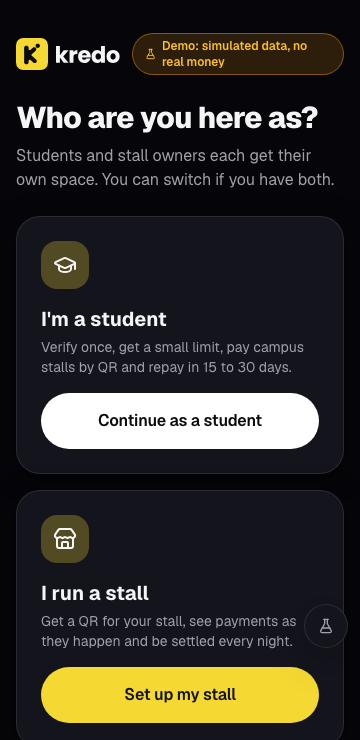 kredo
Demo: simulated data, no
real money
Who are you here as?
Students and stall owners each get their
own space. You can switch if you have both.
I'm a student
Verify once, get a small limit, pay campus
stalls by QR and repay in 15 to 30 days.
Continue as a student
I run a stall
Get a QR for your stall, see payments as
they happen and be settled every night.
Set up my stall